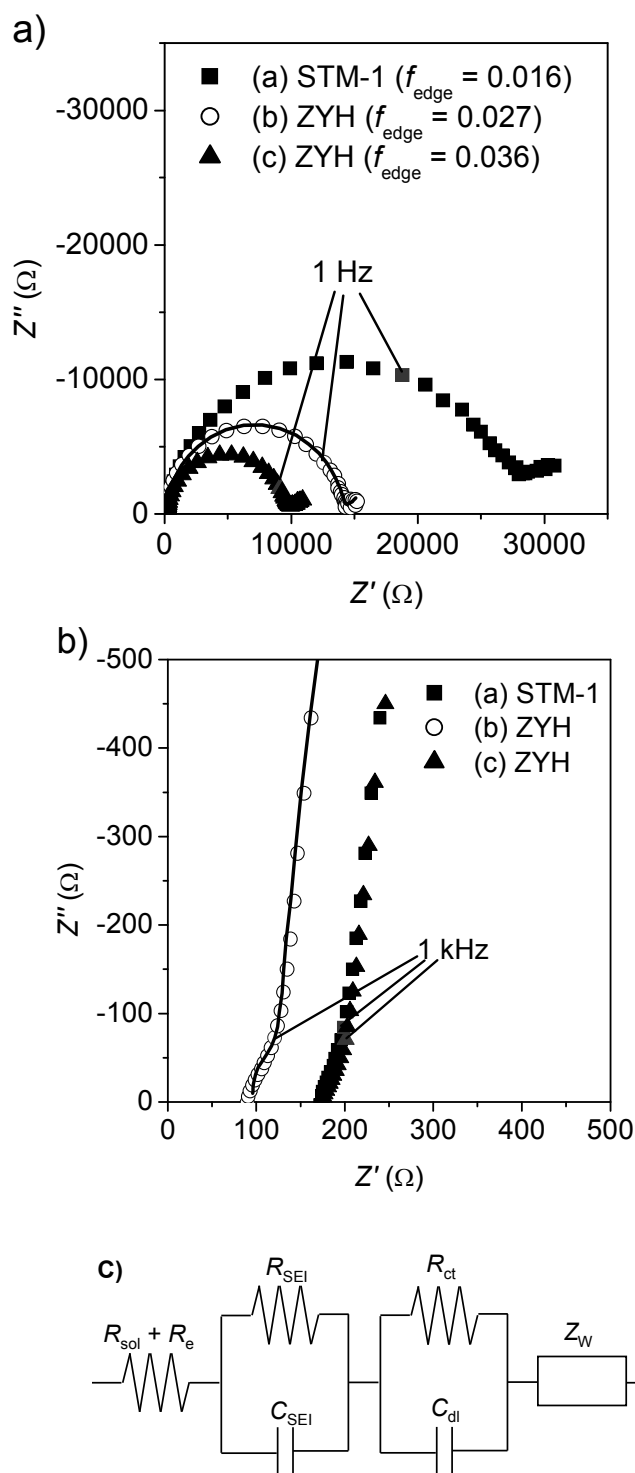 a)
(a) STM-1 (fedge = 0.016)
(b) ZYH (fedge = 0.027)
(c) ZYH (fedge = 0.036)
-30000
-20000
-10000
0
1 Hz
Z'' (Ω)
0 10000 20000 30000
Z' (Ω)
b)
-500
-400
-300
-200
-100
0
(a) STM-1
(b) ZYH
(c) ZYH
1 kHz
Z'' (Ω)
0 100 200 300 400 500
Z' (Ω)
c)
RSEI
Rct
Rsol + Re
ZW
CSEI
Cdl